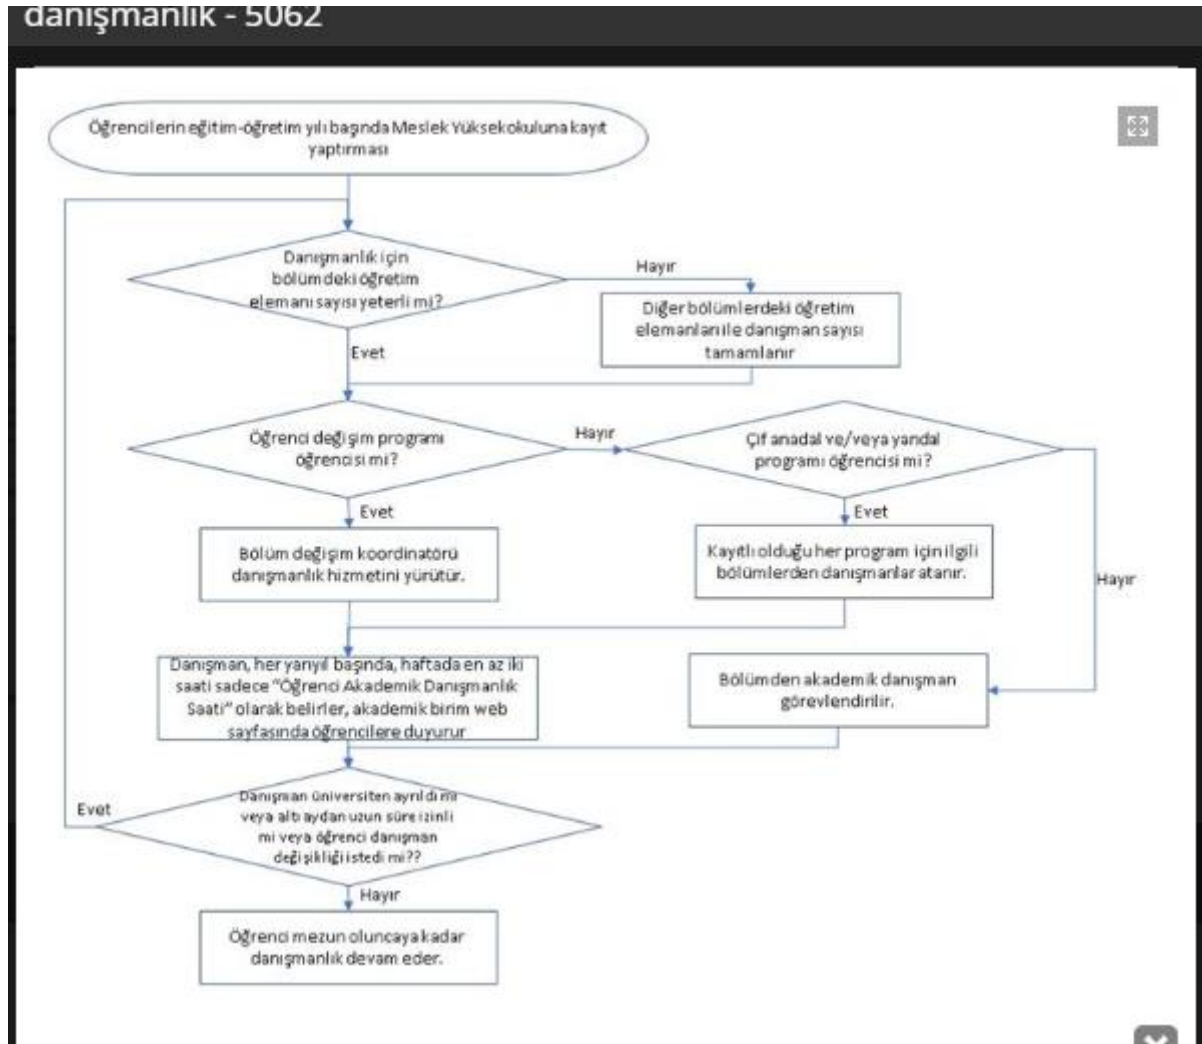 danışmanlık - 5062
Öğrencilerin eğitim-öğretim yılı başında Meslek Yüksekokuluna kayıt
yaptırması
Danışmanlık için
bölümdeki öğretim
elemanı sayısı yeterli mi?
Hayır
Diğer bölümlerdeki öğretim
elemanları ile danışman sayısı
tamamlanır
Evet
Öğrenci değişim programı
öğrencisi mi?
Hayır
Çif anadal ve/veya yandal
programı öğrencisi mi?
Evet
Evet
Bölüm değişim koordinatörü
danışmanlık hizmetini yürütür.
Kayıtlı olduğu her program için ilgili
bölümlerden danışmanlar atanır.
Hayır
Danışman, her yarıyıl başında, haftada en az iki
saati sadece "Öğrenci Akademik Danışmanlık
Saati" olarak belirler, akademik birim web
sayfasında öğrencilere duyurur
Bölümden akademik danışman
görevlendirilir.
Evet
Danışman üniversiten ayrıldı mı
veya altı aydan uzun süre izinli
mi veya öğrenci danışman
değişikliği istedi mi??
Hayır
Öğrenci mezun oluncaya kadar
danışmanlık devam eder.